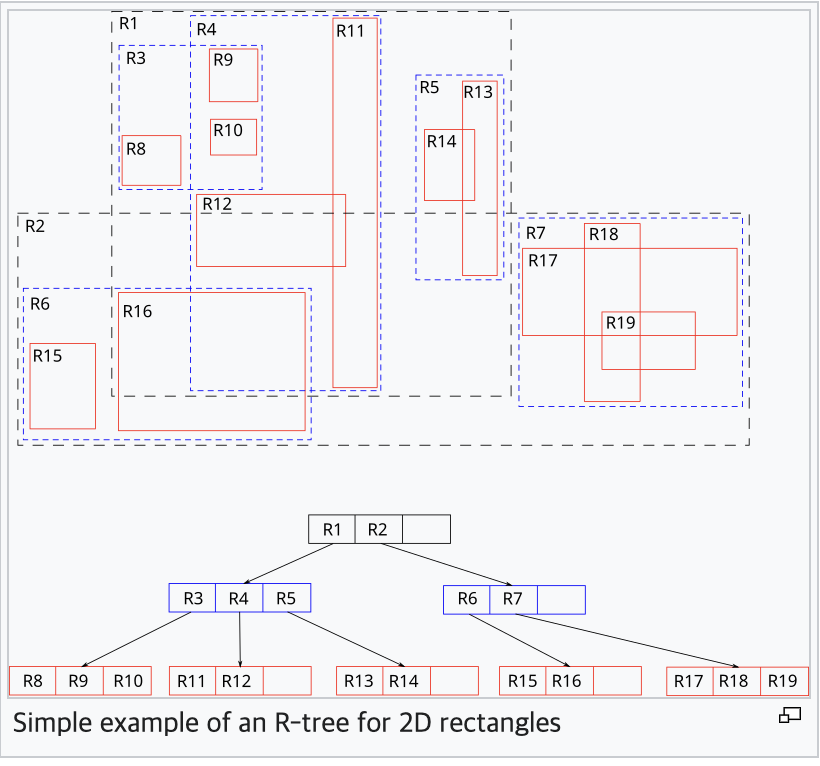 R1
R4
R11
R3
R9
R5
R13
R10
R14
R8
R12
R2
R7
R18
R17
R6
R16
R19
R15
R1 R2
R3 R4 R5
R6 R7
R8 R9 R10
R11 R12
R13 R14
R15 R16
R17 R18 R19
Simple example of an R-tree for 2D rectangles